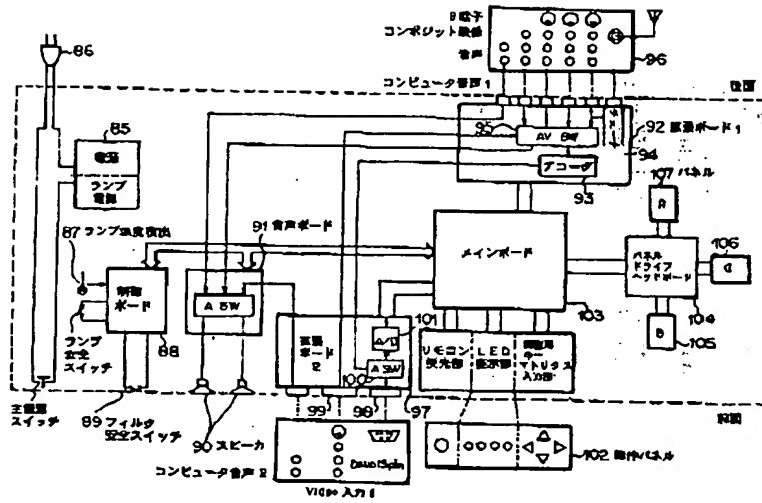 B端子
コンポジット映像
音声
96
コンピュータ音声1
後面
86
85
電源
ランプ
電源
95
AV SW
92 拡張ボード1
94
デコーダ
93
107 パネル
R
87 ランプ温度検出
91 音声ボード
制御
ボード
A SW
メインボード
パネル
ドライブ
ヘッドボード
106
G
ランプ
安全
スイッチ
88
101
A/D
103
104
B
105
拡張
ボード
2
A SW
100
リモコン
受光部
LED
表示部
キー
マトリクス
入力部
主電源
スイッチ
89 フィルタ
安全スイッチ
90 スピーカ
99
98
97
前面
コンピュータ音声2
Video 入力1
102 操作パネル